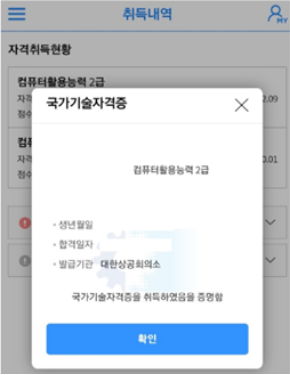 취득내역
MY
자격취득현황
컴퓨터활용능력 2급
자격
2.09
점수
국가기술자격증
컴퓨터활용능력 2급
컴퓨
자격
0.01
점수
• 생년월일
• 합격일자
• 발급기관 대한상공회의소
국가기술자격증을 취득하였음을 증명함
확인